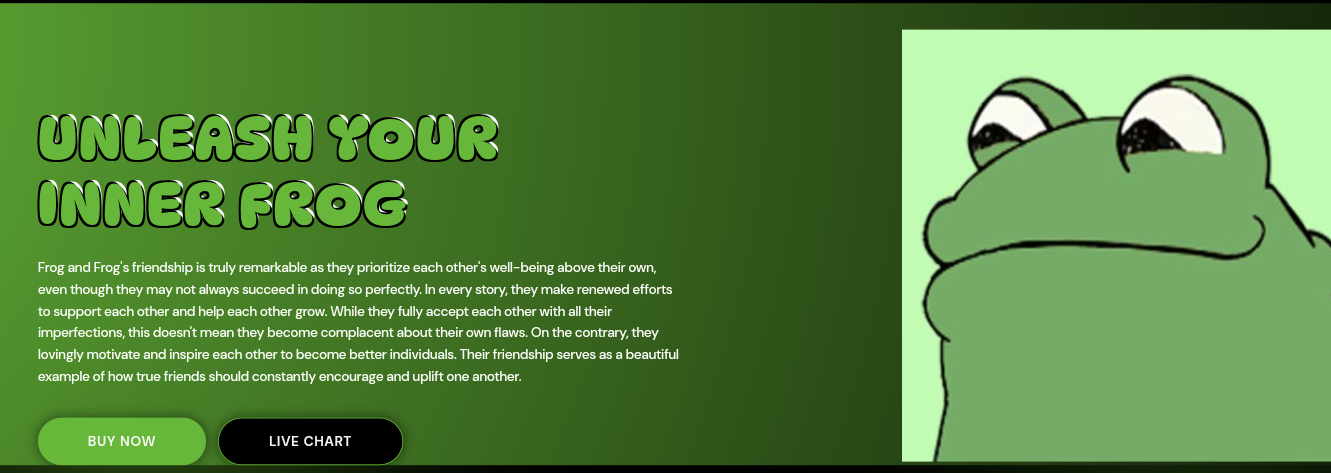 UNLEASH YOUR
INNER FROG
Frog and Frog's friendship is truly remarkable as they prioritize each other's well-being above their own,
even though they may not always succeed in doing so perfectly. In every story, they make renewed efforts
to support each other and help each other grow. While they fully accept each other with all their
imperfections, this doesn't mean they become complacent about their own flaws. On the contrary, they
lovingly motivate and inspire each other to become better individuals. Their friendship serves as a beautiful
example of how true friends should constantly encourage and uplift one another.
BUY NOW
LIVE CHART